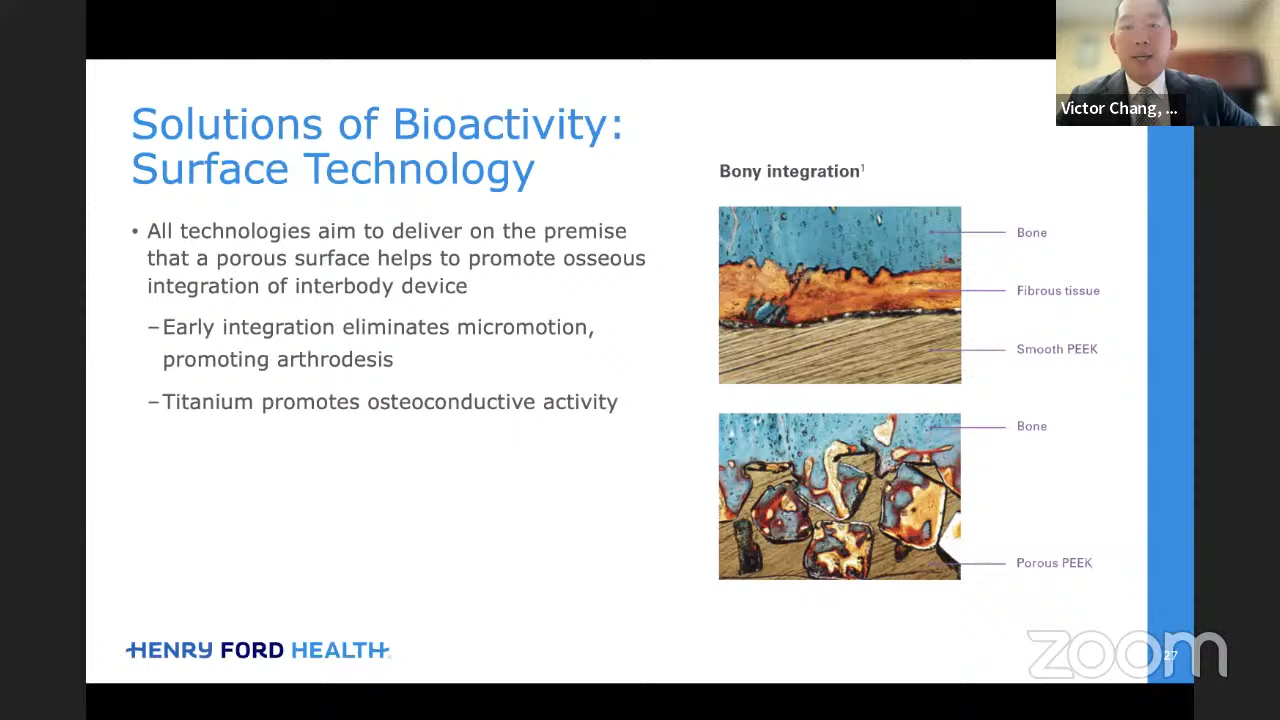 Victor Chang, ...
Solutions of Bioactivity:
Surface Technology
• All technologies aim to deliver on the premise
that a porous surface helps to promote osseous
integration of interbody device
–Early integration eliminates micromotion,
promoting arthrodesis
–Titanium promotes osteoconductive activity
Bony integration¹
Bone
Fibrous tissue
Smooth PEEK
Bone
Porous PEEK
HENRY FORD HEALTH
zoom
27